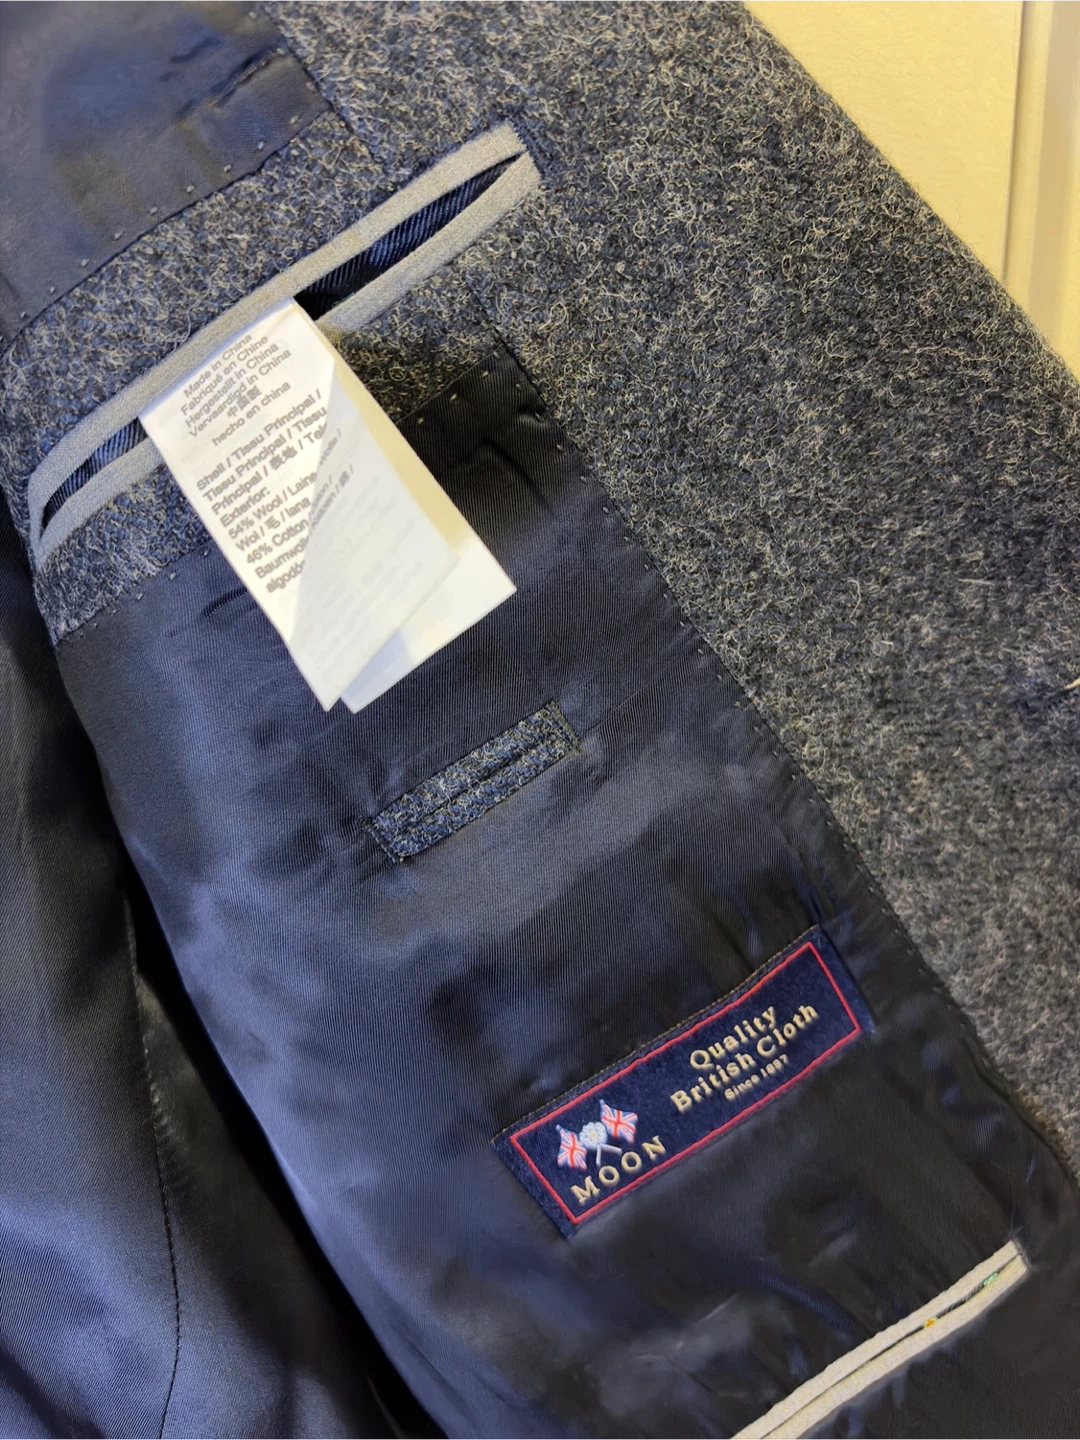 Made in China
Fabriqué en Chine
Hergestellt in China
Vervaardigd in China
中国製
hecho en china
Shell / Tissu Principal /
Tissu Principal / Tissu
Principal / 表地 /
Exterior:
54% Wool / Laine
Wol / 毛 / lana
46% Cotton
Quality
British Cloth
Since 1837
MOON